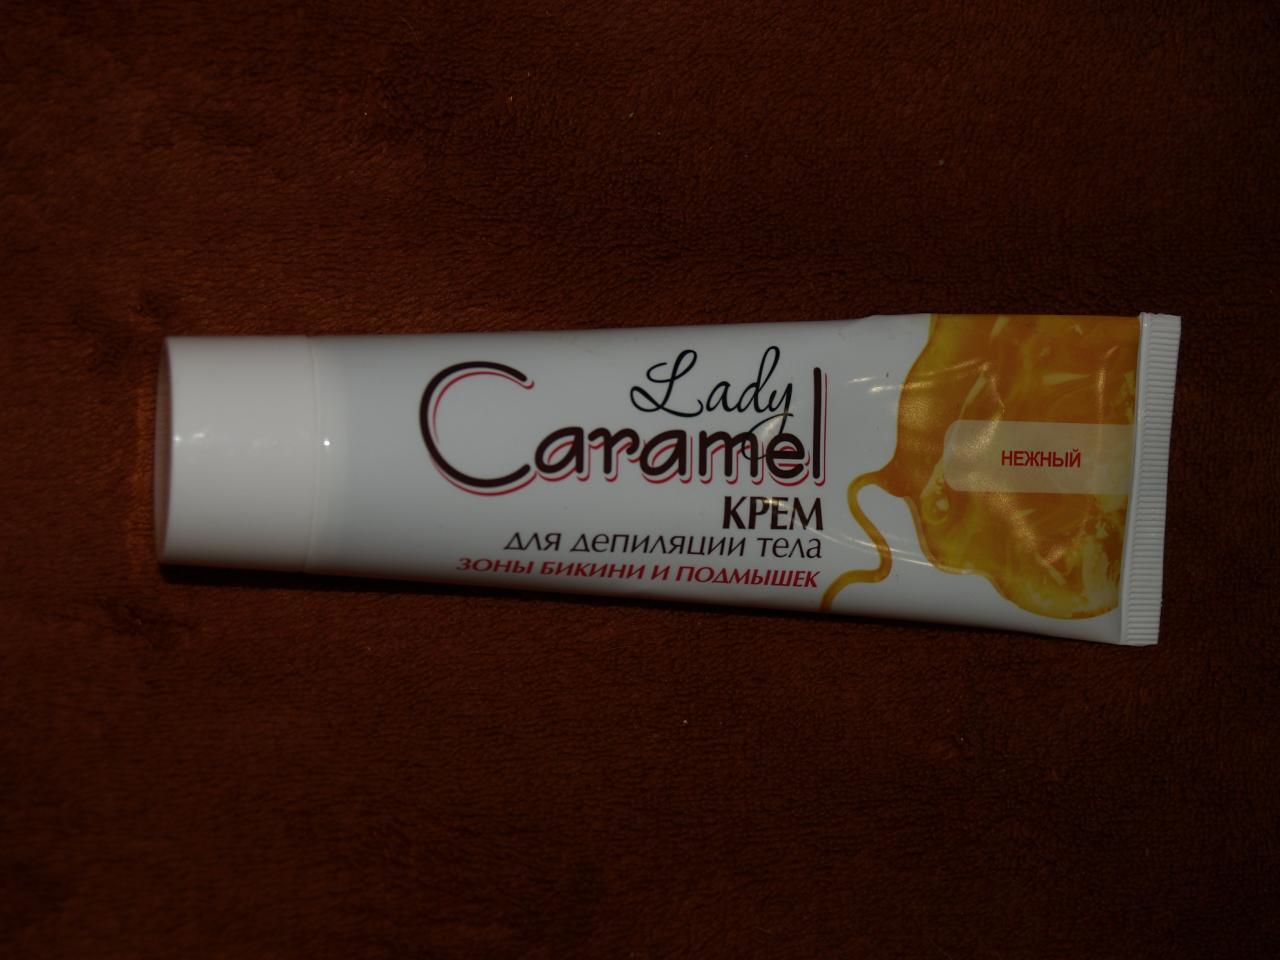 Lady
Caramel
КРЕМ
для депиляции тела
ЗОНЫ БИКИНИ И ПОДМЫШЕК
НЕЖНЫЙ